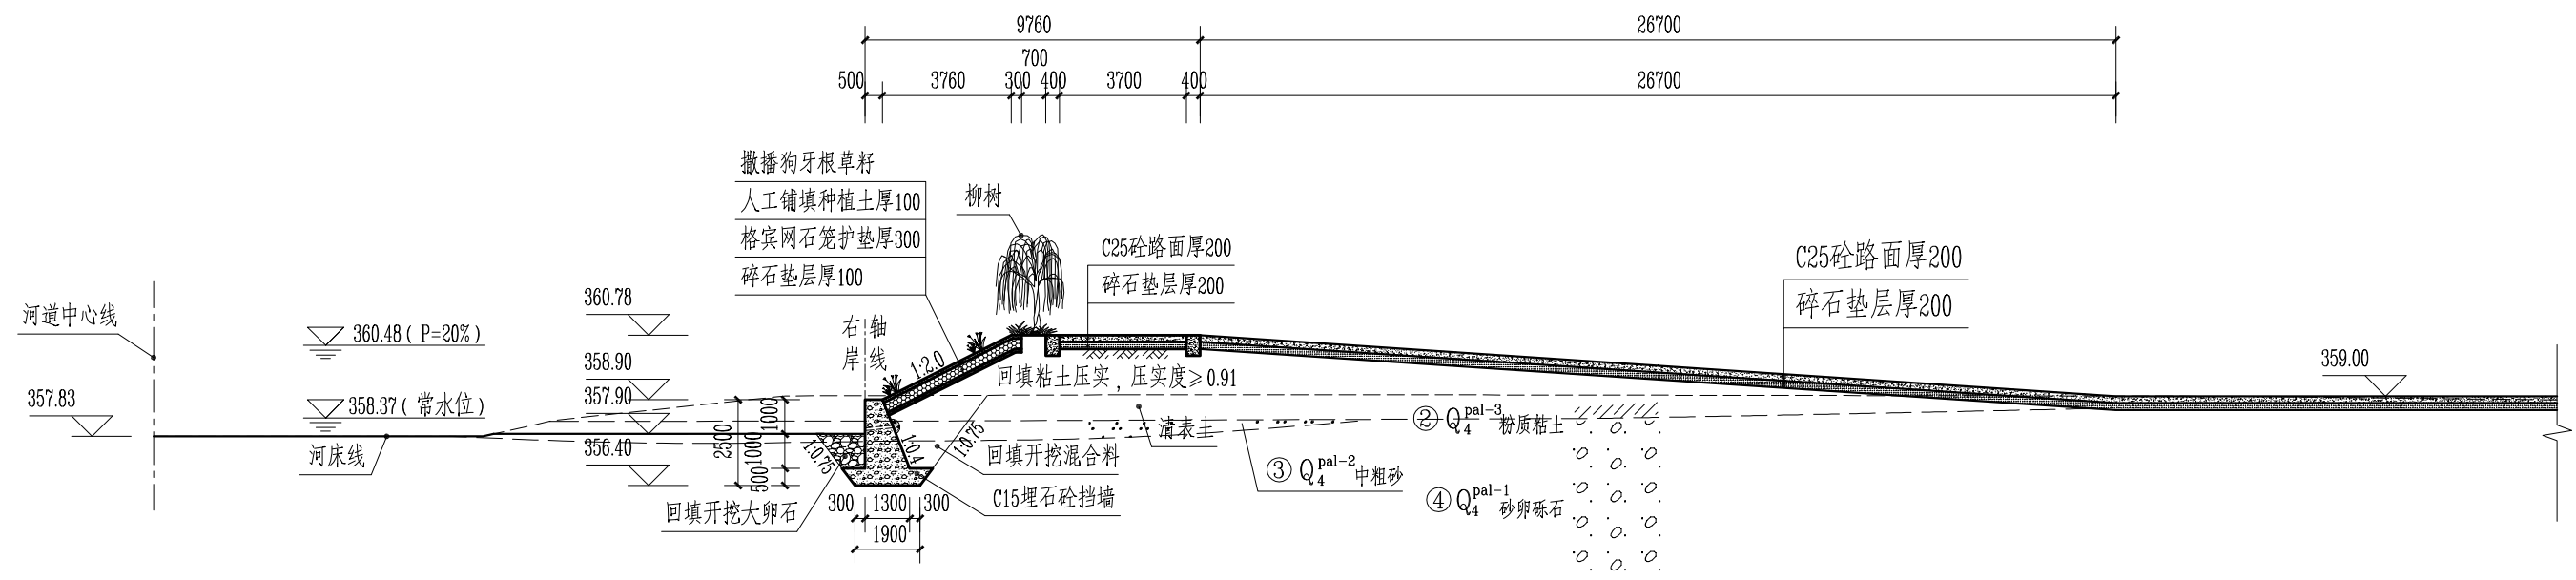 9760
26700
700
500
3760
300
400
3700
400
26700
撒播狗牙根草籽
人工铺填种植土厚100
格宾网石笼护垫厚300
碎石垫层厚100
柳树
C25砼路面厚200
碎石垫层厚200
C25砼路面厚200
碎石垫层厚200
河道中心线
360.48( P=20%)
360.78
右岸
轴线
1:2.0
回填粘土压实，压实度≥0.91
359.00
358.90
357.83
358.37( 常水位)
357.90
河床线
356.40
2500
1000
1000
500
1:0.75
1:0.4
1:0.75
清表土
回填开挖混合料
② Q4 pal-3 粉质粘土
③ Q4 pal-2 中粗砂
④ Q4 pal-1 砂卵砾石
C15埋石砼挡墙
回填开挖大卵石
300
1300
300
1900